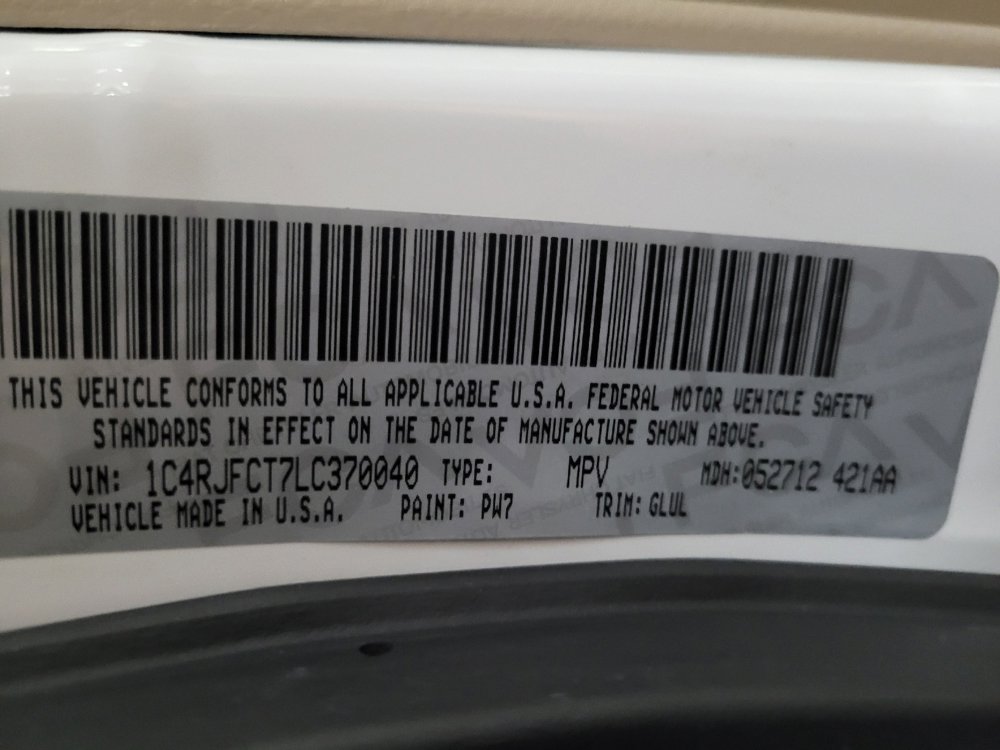 THIS VEHICLE CONFORMS TO ALL APPLICABLE U.S.A. FEDERAL MOTOR VEHICLE SAFETY
STANDARDS IN EFFECT ON THE DATE OF MANUFACTURE SHOWN ABOVE.
VIN: 1C4RJFCT7LC370040 TYPE: MPV MDH:052712 421AA
VEHICLE MADE IN U.S.A. PAINT: PW7 TRIM: GLUL